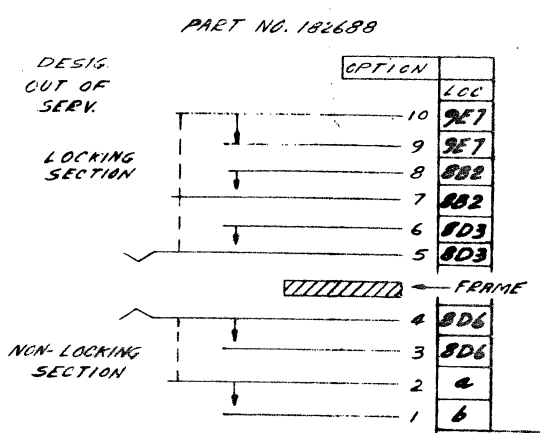 PART NO. 182688
DESIG.
OUT OF
SERV.
OPTION
LOC
10 9E7
9 9E7
LOCKING
SECTION
8 8B2
7 8B2
6 8D3
5 8D3
FRAME
4 8D6
3 8D6
NON-LOCKING
SECTION
2 a
1 b